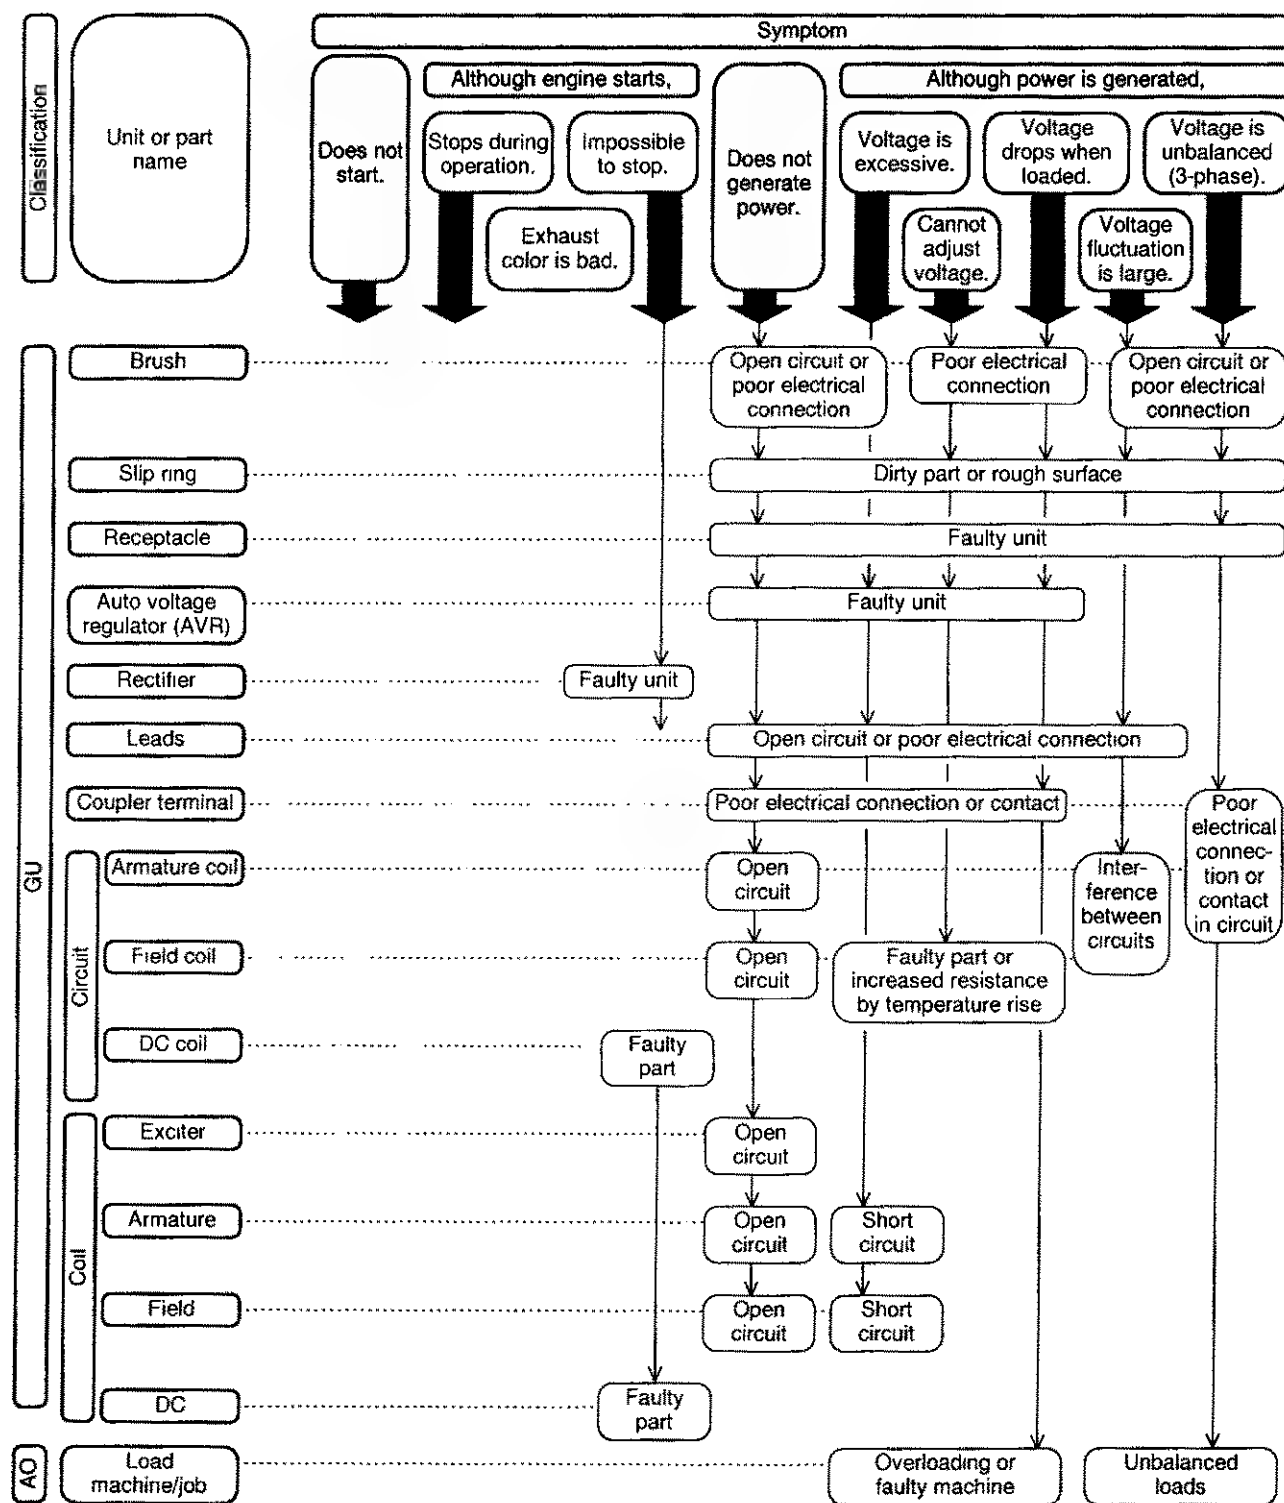 Symptom
Classification
Unit or part
name
Does not
start.
Although engine starts,
Stops during
operation.
Impossible
to stop.
Exhaust
color is bad.
Does not
generate
power.
Although power is generated,
Voltage is
excessive.
Voltage
drops when
loaded.
Voltage is
unbalanced
(3-phase).
Cannot
adjust
voltage.
Voltage
fluctuation
is large.
GU
Brush
Open circuit or
poor electrical
connection
Poor electrical
connection
Open circuit or
poor electrical
connection
Slip ring
Dirty part or rough surface
Receptacle
Faulty unit
Auto voltage
regulator (AVR)
Faulty unit
Rectifier
Faulty unit
Leads
Open circuit or poor electrical connection
Coupler terminal
Poor electrical connection or contact
Poor
electrical
connec-
tion or
contact
in circuit
Circuit
Armature coil
Open
circuit
Inter-
ference
between
circuits
Field coil
Open
circuit
Faulty part or
increased resistance
by temperature rise
DC coil
Faulty
part
Coil
Exciter
Open
circuit
Armature
Open
circuit
Short
circuit
Field
Open
circuit
Short
circuit
DC
Faulty
part
AO
Load
machine/job
Overloading or
faulty machine
Unbalanced
loads